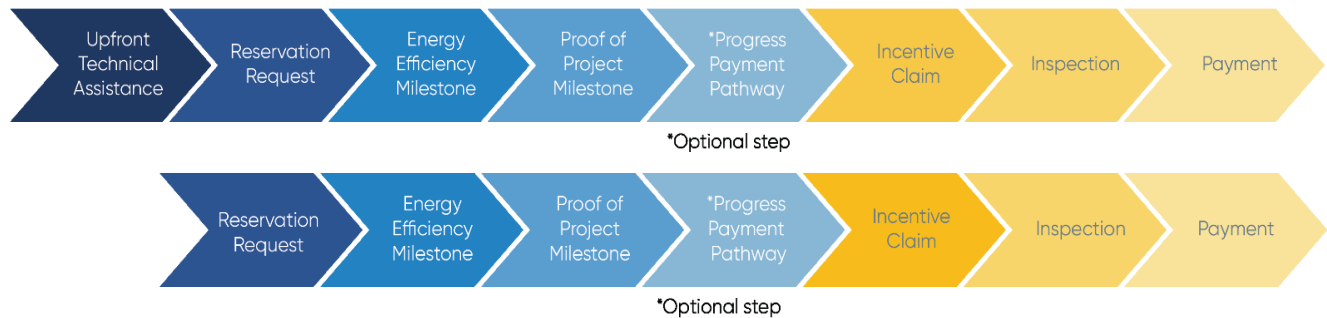 Upfront
Technical
Assistance
Reservation
Request
Energy
Efficiency
Milestone
Proof of
Project
Milestone
*Progress
Payment
Pathway
Incentive
Claim
Inspection
Payment
*Optional step
Reservation
Request
Energy
Efficiency
Milestone
Proof of
Project
Milestone
*Progress
Payment
Pathway
Incentive
Claim
Inspection
Payment
*Optional step